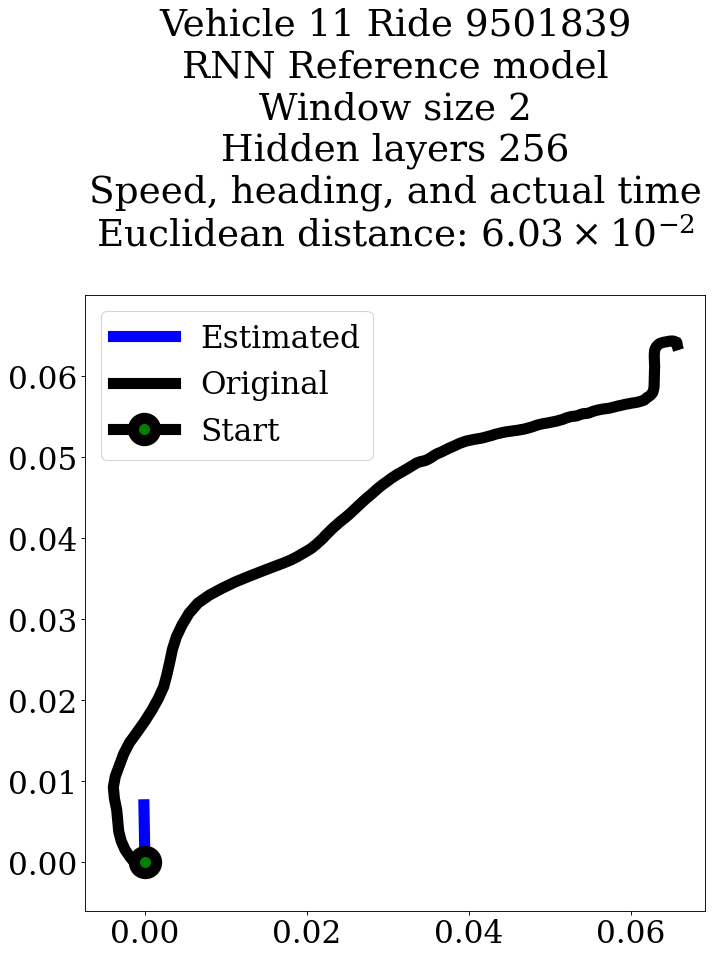 Vehicle 11 Ride 9501839
RNN Reference model
Window size 2
Hidden layers 256
Speed, heading, and actual time
Euclidean distance: 6.03 × 10⁻²
Estimated
Original
Start
0.06
0.05
0.04
0.03
0.02
0.01
0.00
0.00 0.02 0.04 0.06